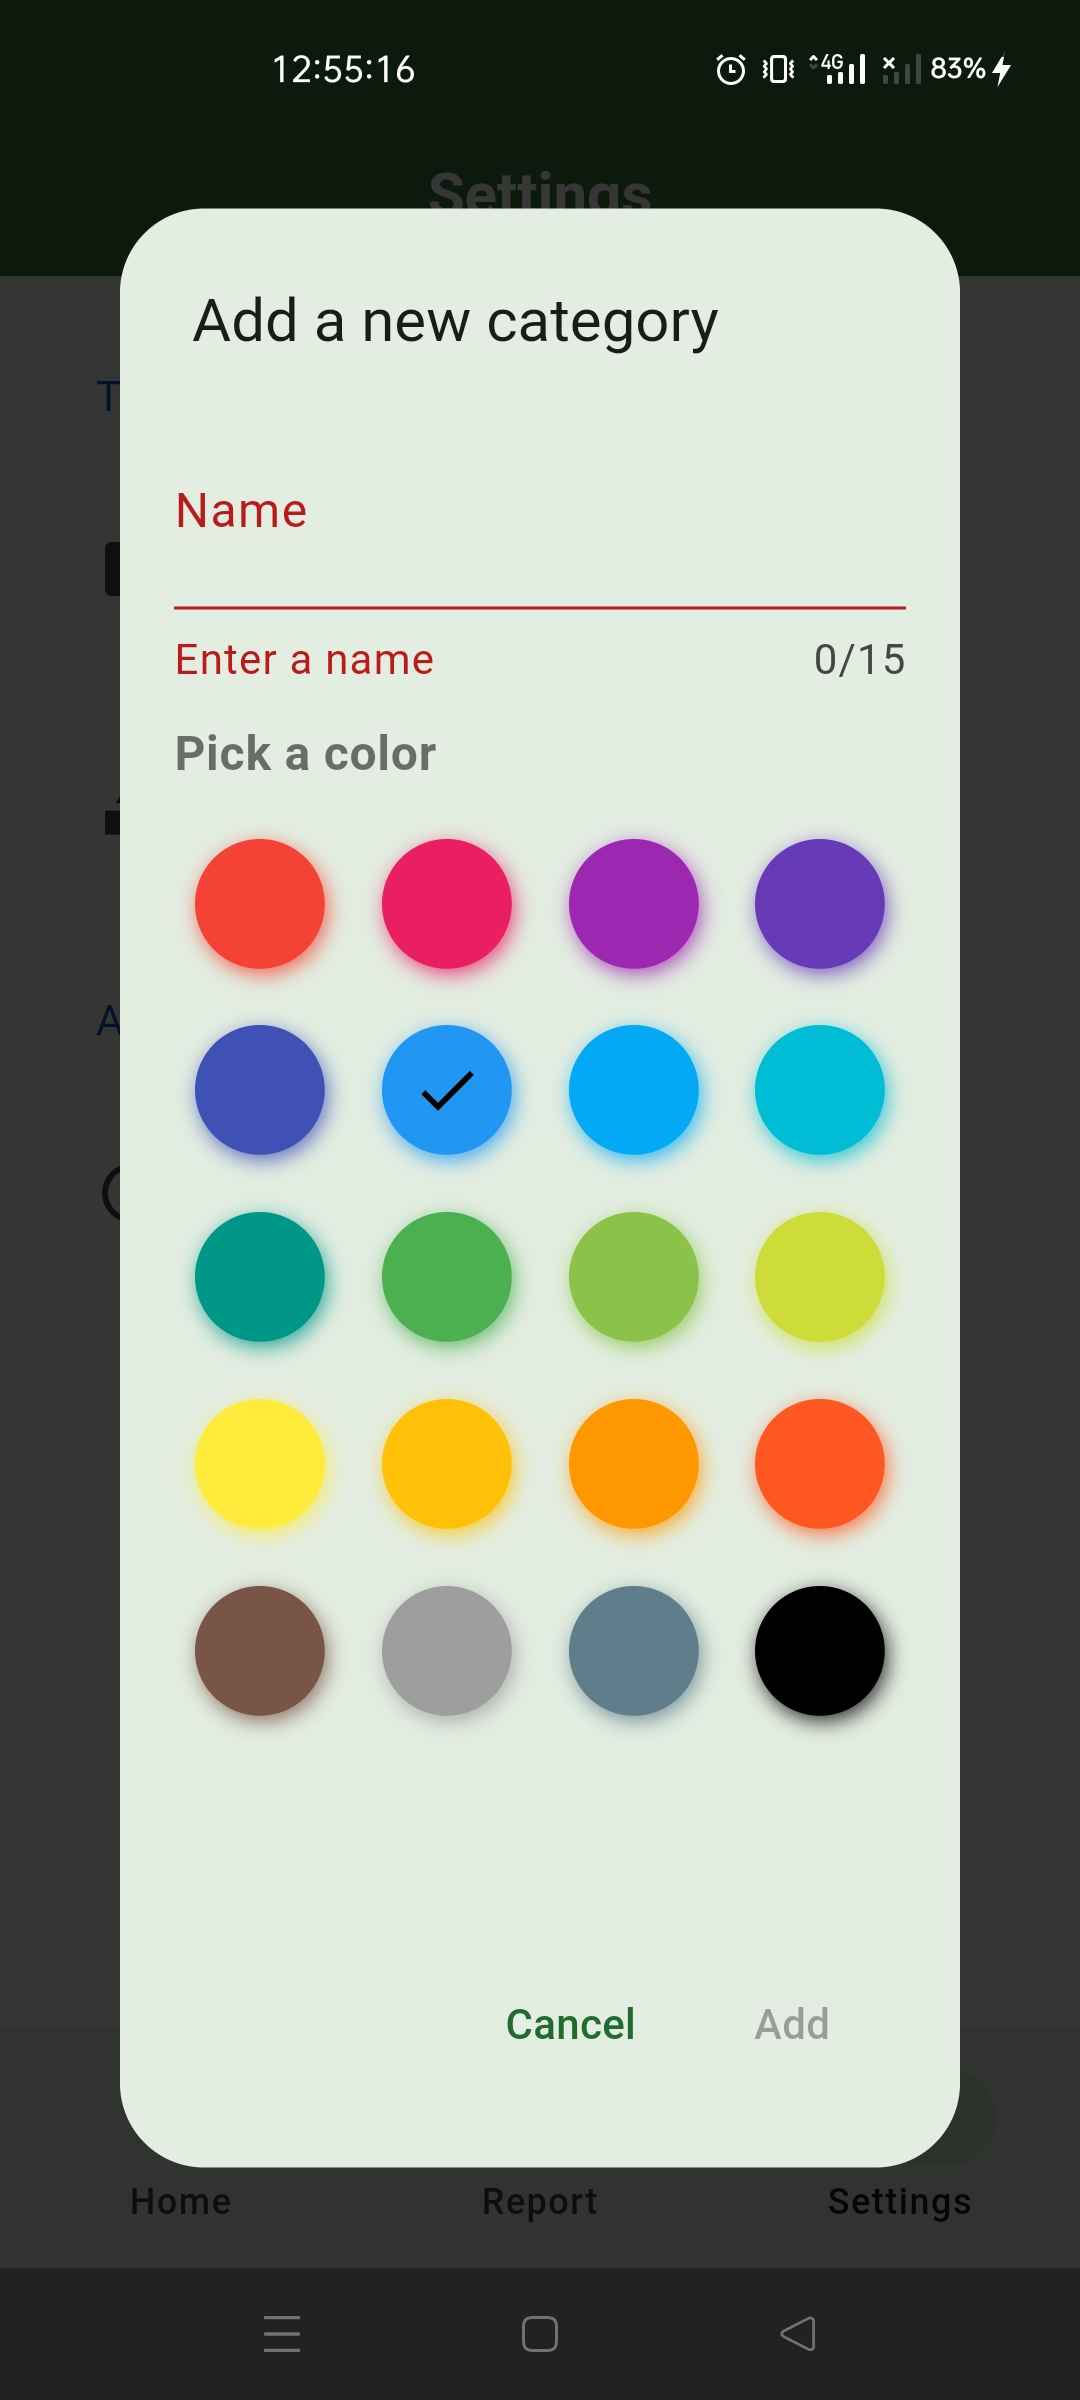 12:55:16 4G 83%
Settings
Add a new category
T
Name
Enter a name 0/15
Pick a color
A
Cancel Add
Home Report Settings